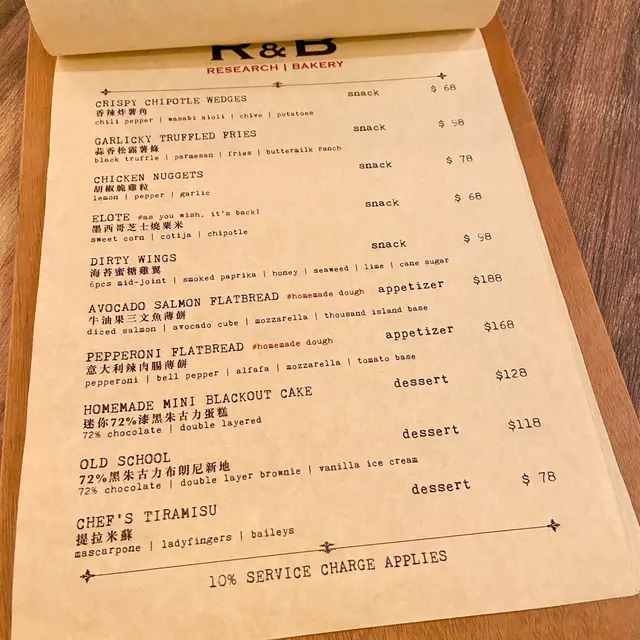 R&B
RESEARCH | BAKERY
CRISPY CHIPOTLE WEDGES snack $ 68
香辣炸薯角
chili pepper | wasabi aioli | chive | potatoes
GARLICKY TRUFFLED FRIES snack $ 98
蒜香松露薯條
black truffle | parmesan | fries | buttermilk ranch
CHICKEN NUGGETS snack $ 78
胡椒脆雞粒
lemon | pepper | garlic
ELOTE #as you wish, it's back! snack $ 68
墨西哥芝士燒粟米
sweet corn | cotija | chipotle
DIRTY WINGS snack $ 98
海苔蜜糖雞翼
6pcs mid-joint | smoked paprika | honey | seaweed | lime | cane sugar
AVOCADO SALMON FLATBREAD #homemade dough appetizer $188
牛油果三文魚薄餅
diced salmon | avocado cube | mozzarella | thousand island base
PEPPERONI FLATBREAD #homemade dough appetizer $168
意大利辣肉腸薄餅
pepperoni | bell pepper | alfafa | mozzarella | tomato base
HOMEMADE MINI BLACKOUT CAKE dessert $128
迷你72%漆黑朱古力蛋糕
72% chocolate | double layered
OLD SCHOOL dessert $118
72%黑朱古力布朗尼新地
72% chocolate | double layer brownie | vanilla ice cream
CHEF'S TIRAMISU dessert $ 78
提拉米蘇
mascarpone | ladyfingers | baileys
10% SERVICE CHARGE APPLIES